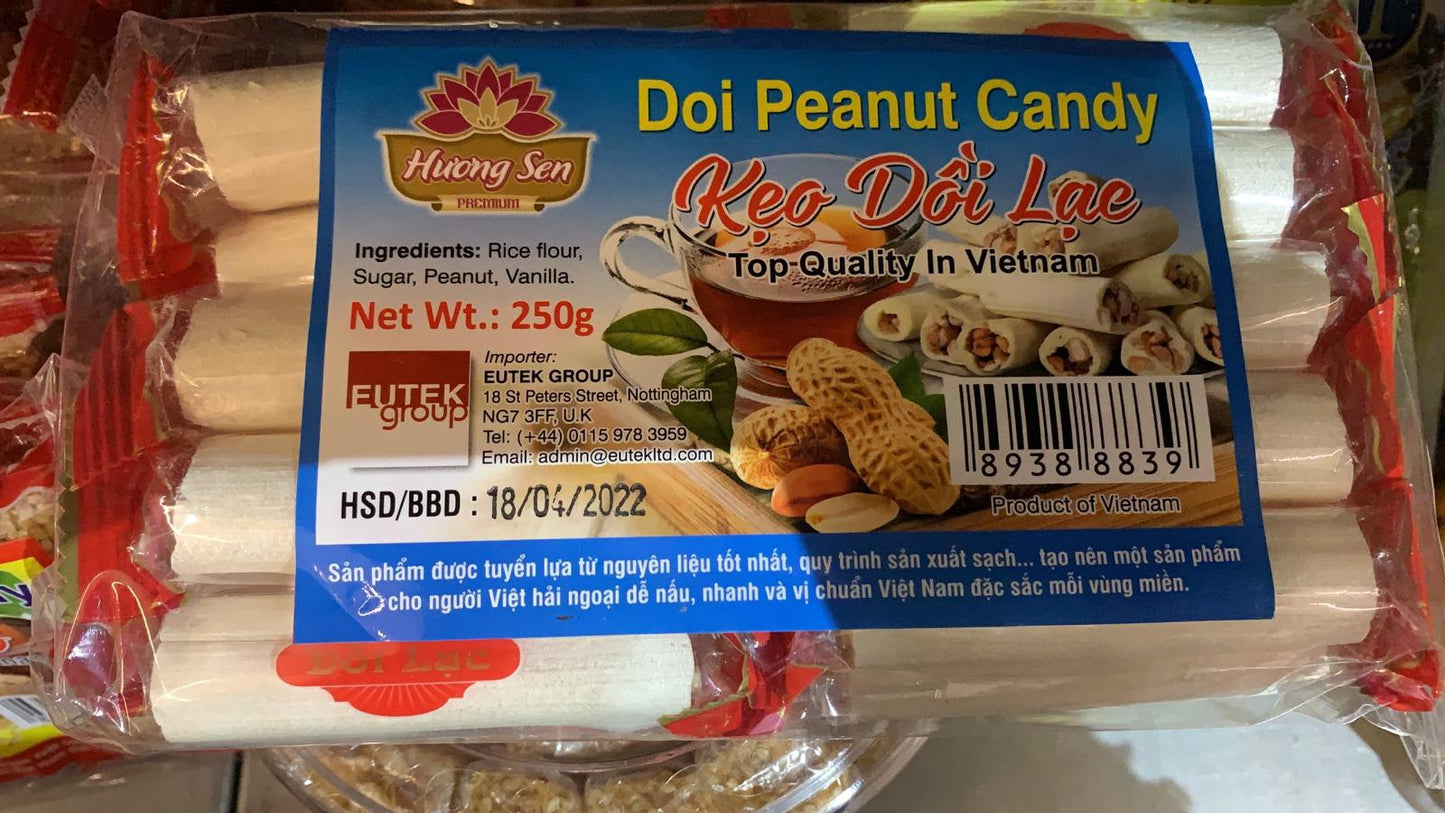 Doi Peanut Candy
Hương Sen
PREMIUM
Kẹo Dồi Lạc
Top-Quality In Vietnam
Ingredients: Rice flour,
Sugar, Peanut, Vanilla.
Net Wt.: 250g
EUTEK
group
Importer:
EUTEK GROUP
18 St Peters Street, Nottingham
NG7 3FF, U.K
Tel: (+44) 0115 978 3959
Email: admin@eutekltd.com
HSD/BBD : 18/04/2022
8938 8839
Product of Vietnam
Sản phẩm được tuyển lựa từ nguyên liệu tốt nhất, quy trình sản xuất sạch... tạo nên một sản phẩm
cho người Việt hải ngoại dễ nấu, nhanh và vị chuẩn Việt Nam đặc sắc mỗi vùng miền.
Dồi Lạc